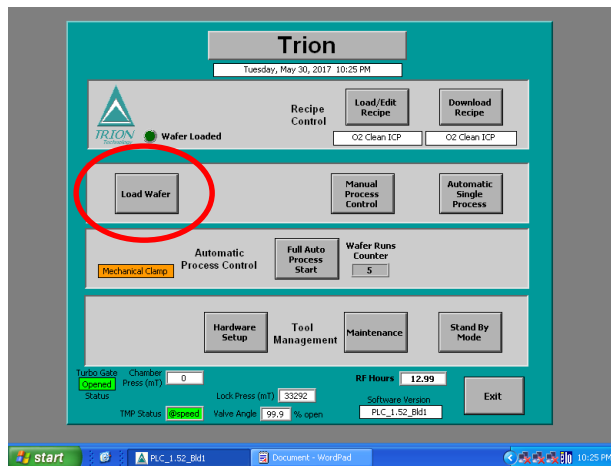 Trion
Tuesday, May 30, 2017 10:25 PM
TRION
Technology
Wafer Loaded
Recipe
Control
Load/Edit
Recipe
Download
Recipe
O2 Clean ICP
O2 Clean ICP
Load Wafer
Manual
Process
Control
Automatic
Single
Process
Mechanical Clamp
Automatic
Process Control
Full Auto
Process
Start
Wafer Runs
Counter
5
Hardware
Setup
Tool
Management
Maintenance
Stand By
Mode
Turbo Gate
Opened
Status
Chamber
Press (mT)
0
Lock Press (mT) 33292
TMP Status @speed
Valve Angle 99.9 % open
RF Hours 12.99
Software Version
PLC_1.52_Bld1
Exit
start
PLC_1.52_Bld1
Document - WordPad
10:25 PM